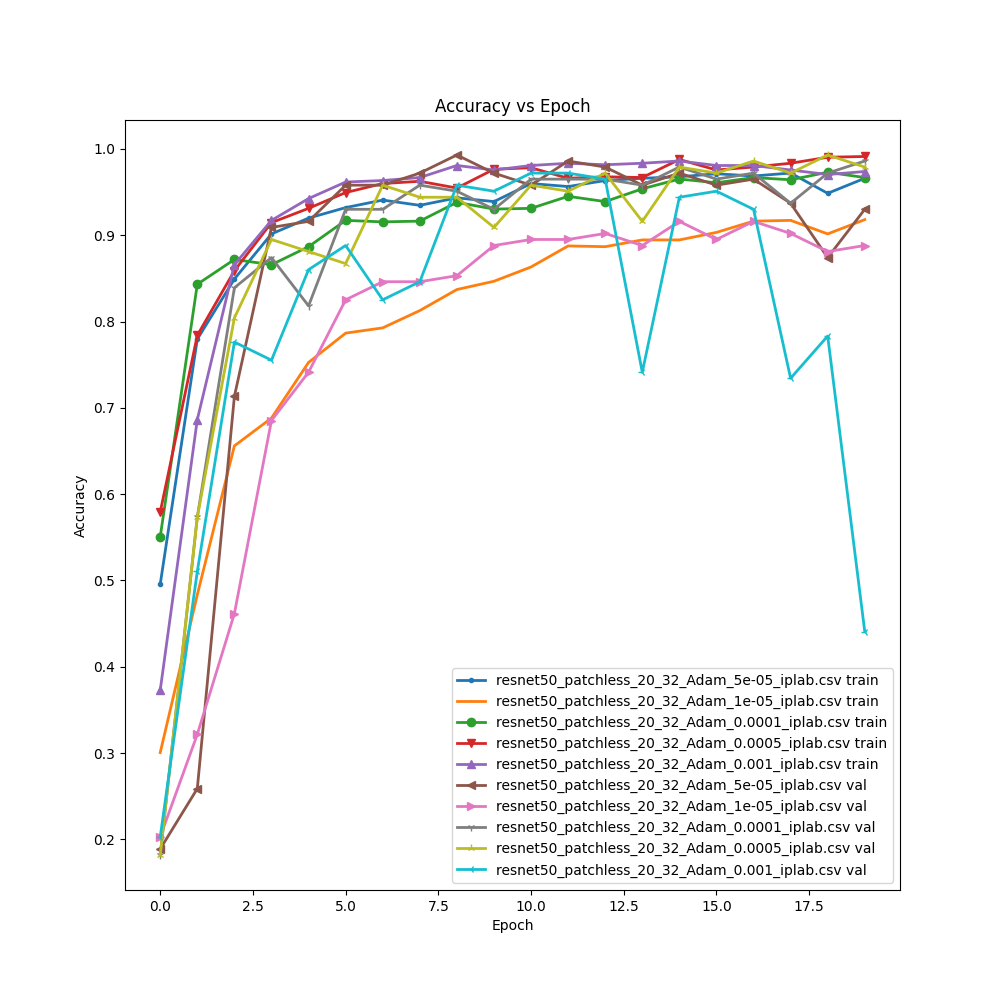 Accuracy vs Epoch
1.0
0.9
0.8
0.7
0.6
0.5
0.4
0.3
0.2
Accuracy
resnet50_patchless_20_32_Adam_5e-05_iplab.csv train
resnet50_patchless_20_32_Adam_1e-05_iplab.csv train
resnet50_patchless_20_32_Adam_0.0001_iplab.csv train
resnet50_patchless_20_32_Adam_0.0005_iplab.csv train
resnet50_patchless_20_32_Adam_0.001_iplab.csv train
resnet50_patchless_20_32_Adam_5e-05_iplab.csv val
resnet50_patchless_20_32_Adam_1e-05_iplab.csv val
resnet50_patchless_20_32_Adam_0.0001_iplab.csv val
resnet50_patchless_20_32_Adam_0.0005_iplab.csv val
resnet50_patchless_20_32_Adam_0.001_iplab.csv val
0.0 2.5 5.0 7.5 10.0 12.5 15.0 17.5
Epoch